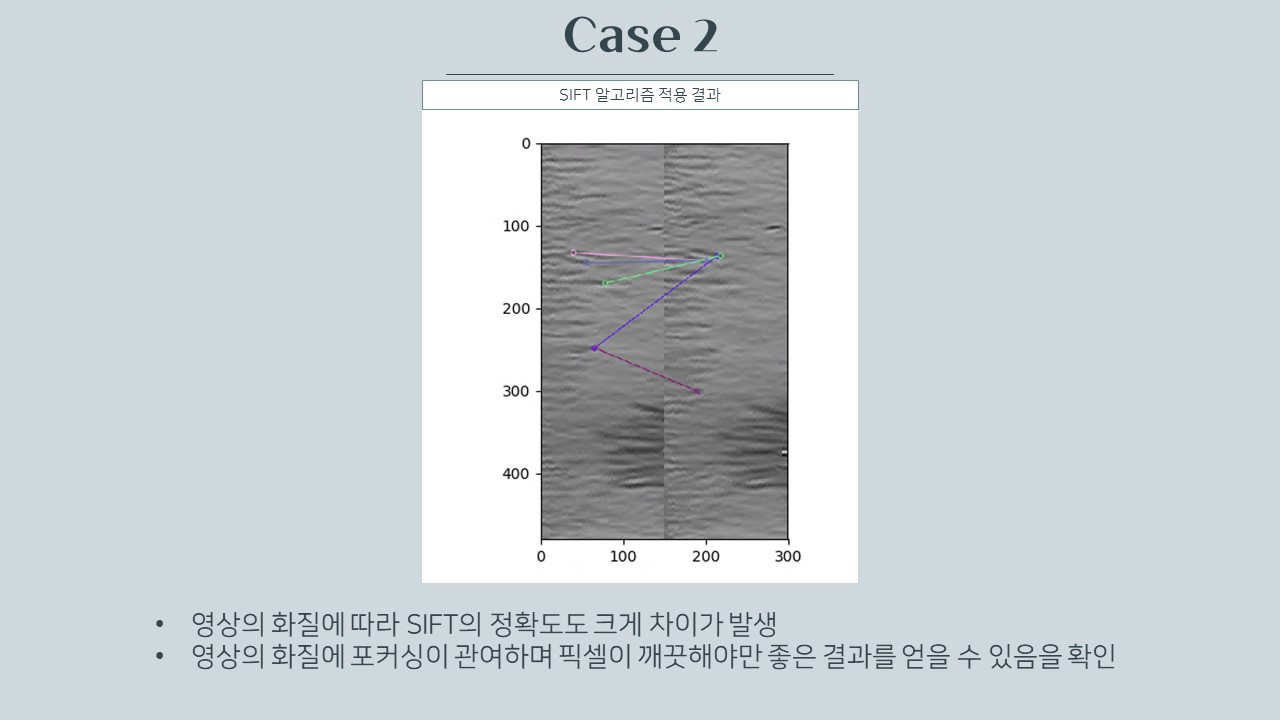 Case 2
SIFT 알고리즘 적용 결과
0
100
200
300
400
0 100 200 300
• 영상의 화질에 따라 SIFT의 정확도도 크게 차이가 발생
• 영상의 화질에 포커싱이 관여하며 픽셀이 깨끗해야만 좋은 결과를 얻을 수 있음을 확인